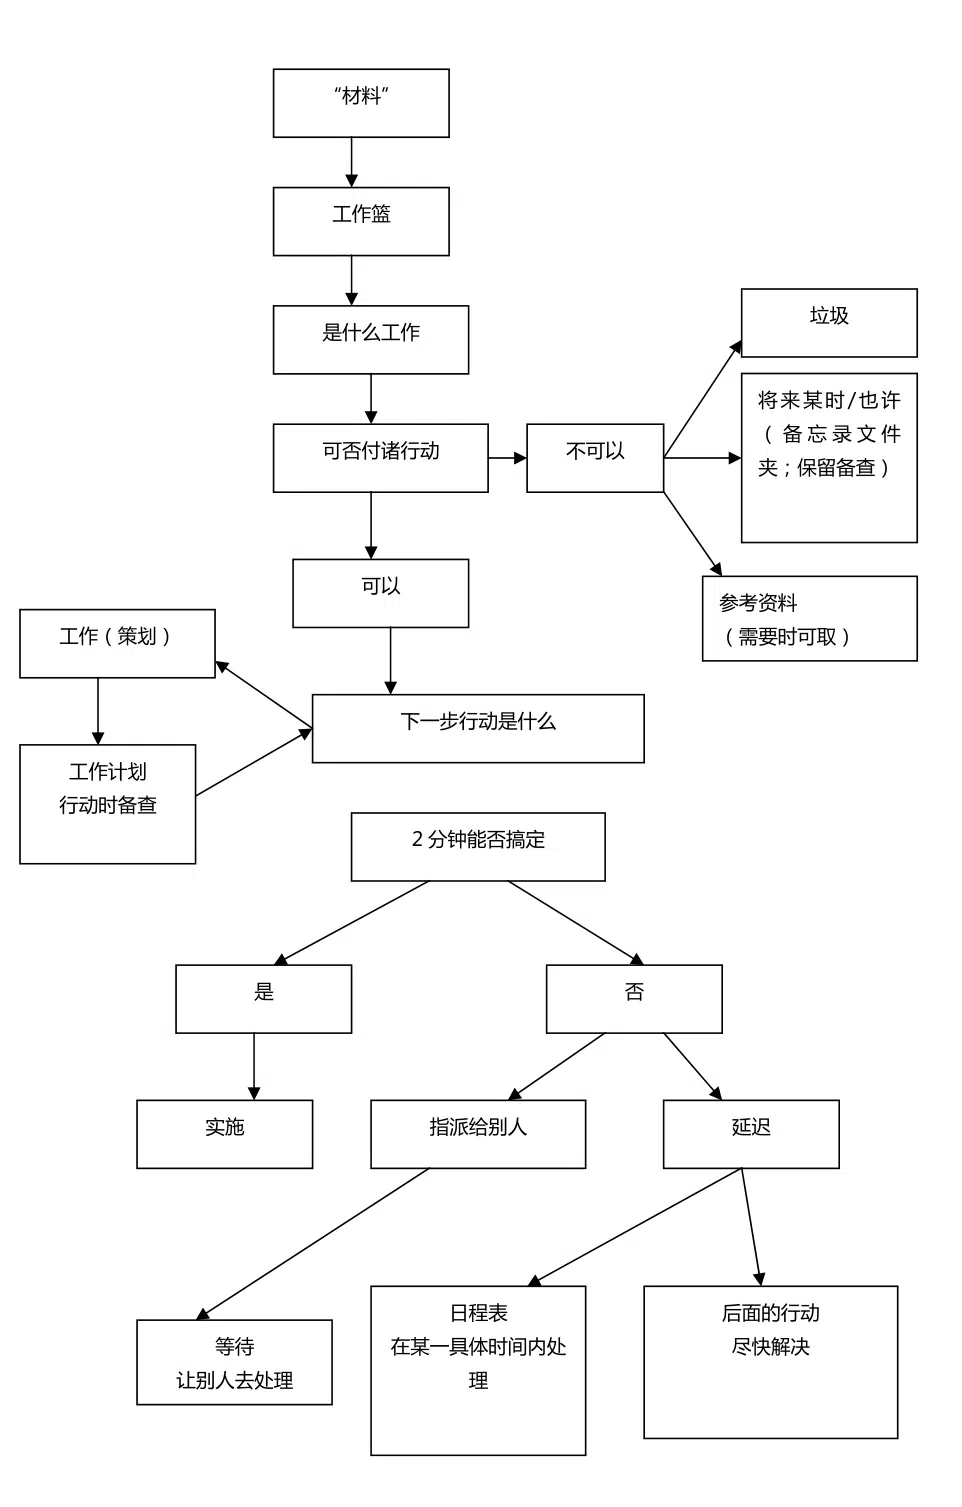 “材料”
工作篮
是什么工作
垃圾
将来某时/也许
（备忘录文件
夹；保留备查）
可否付诸行动
不可以
可以
参考资料
（需要时可取）
工作（策划）
下一步行动是什么
工作计划
行动时备查
2 分钟能否搞定
是
否
实施
指派给别人
延迟
等待
让别人去处理
日程表
在某一具体时间内处
理
后面的行动
尽快解决